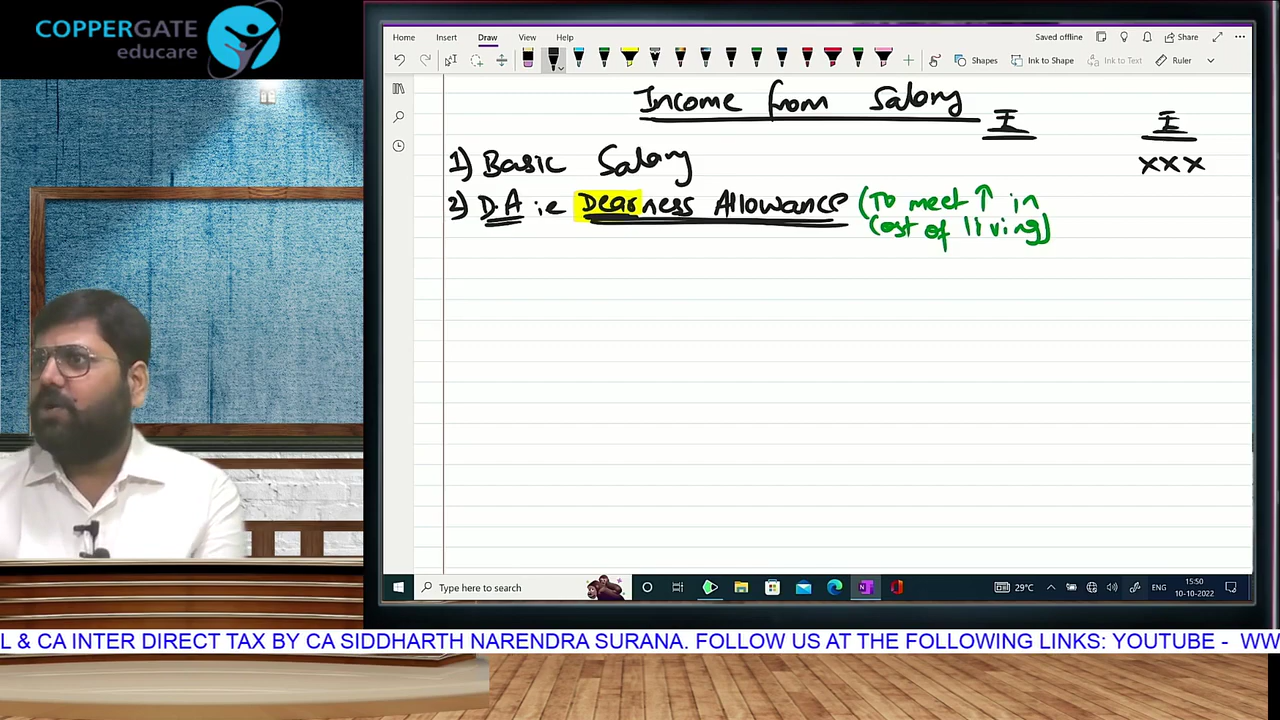 COPPERGATE
educare
Home Insert Draw View Help
Saved offline
Share
Shapes
Ink to Shape
Ink to Text
Ruler
Income from Salary
1) Basic Salary xxx
2) D.A ie Dearness Allowance (To meet ↑ in
cost of living)
Type here to search
29°C
ENG
15:50
10-10-2022
L & CA INTER DIRECT TAX BY CA SIDDHARTH NARENDRA SURANA. FOLLOW US AT THE FOLLOWING LINKS: YOUTUBE - WW